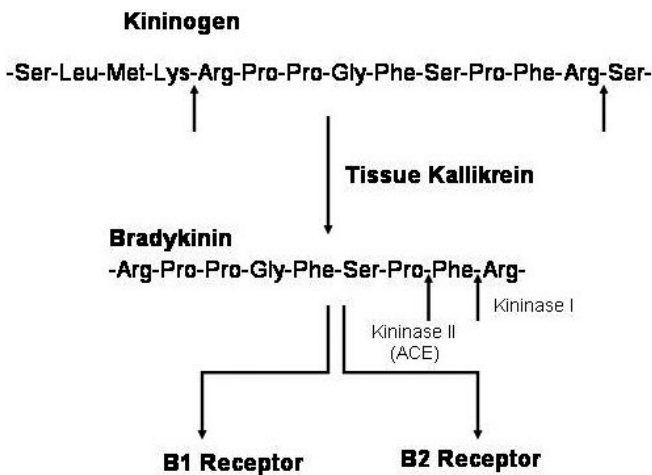 Kininogen
-Ser-Leu-Met-Lys-Arg-Pro-Pro-Gly-Phe-Ser-Pro-Phe-Arg-Ser-
Tissue Kallikrein
Bradykinin
-Arg-Pro-Pro-Gly-Phe-Ser-Pro-Phe-Arg-
Kininase I
Kininase II
(ACE)
B1 Receptor
B2 Receptor